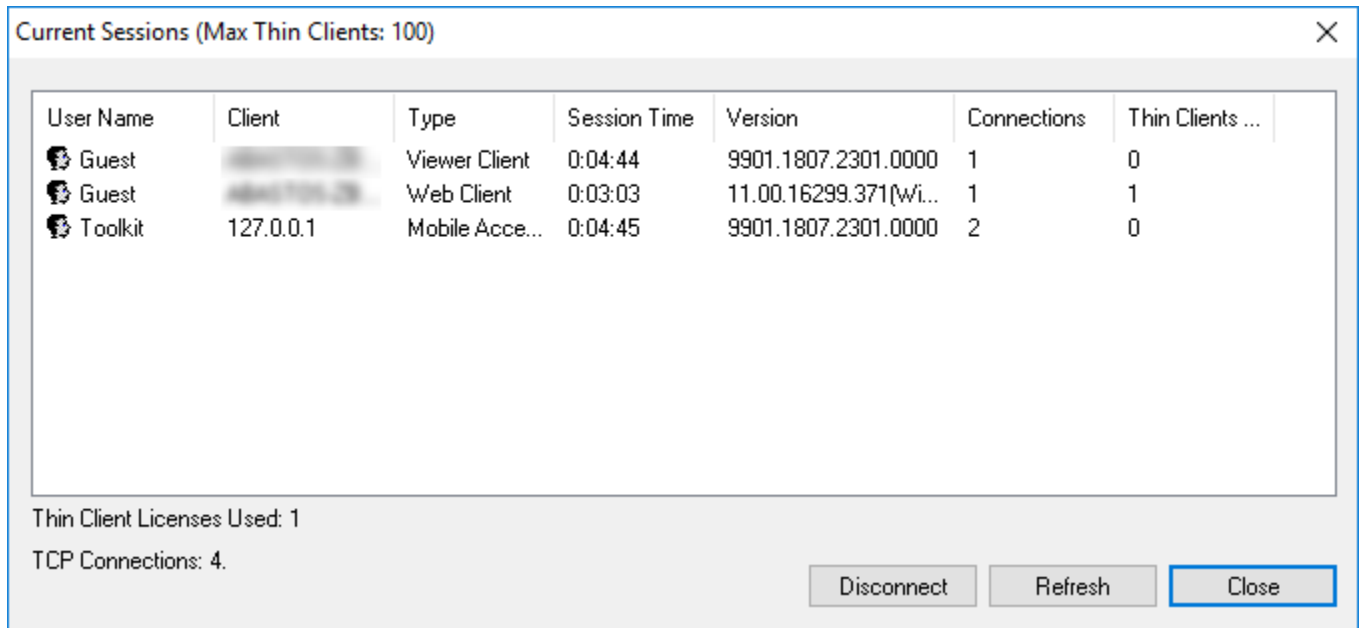 Current Sessions (Max Thin Clients: 100)
User Name Client Type Session Time Version Connections Thin Clients ...
Guest Viewer Client 0:04:44 9901.1807.2301.0000 1 0
Guest Web Client 0:03:03 11.00.16299.371(Wi... 1 1
Toolkit 127.0.0.1 Mobile Acce... 0:04:45 9901.1807.2301.0000 2 0
Thin Client Licenses Used: 1
TCP Connections: 4.
Disconnect Refresh Close